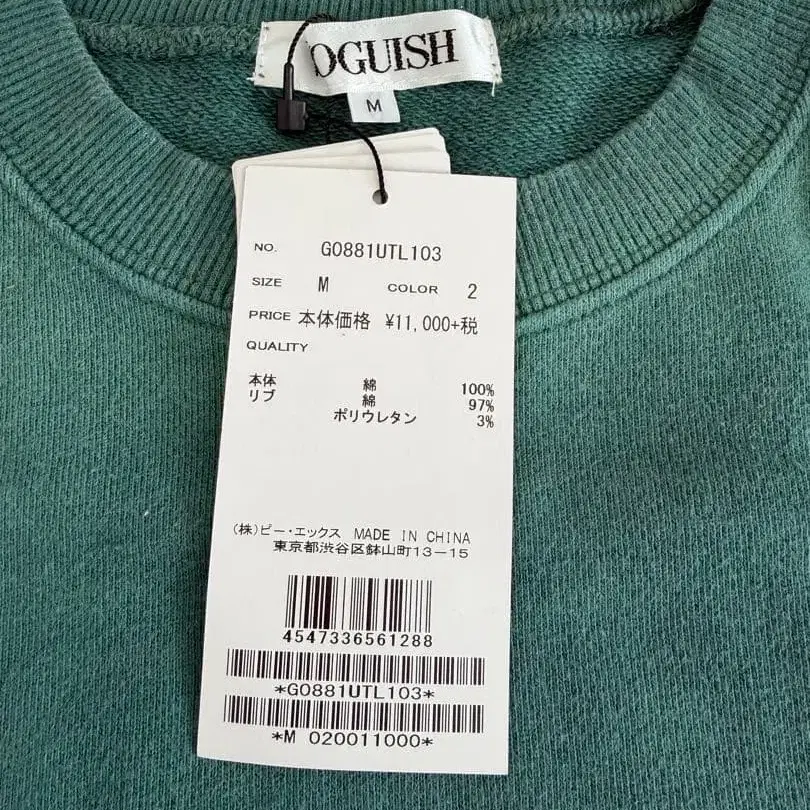 OGUISH
M
NO. G0881UTL103
SIZE M COLOR 2
PRICE 本体価格 ¥11,000+税
QUALITY
本体 綿 100%
リブ 綿 97%
ポリウレタン 3%
(株)ピー・エックス MADE IN CHINA
東京都渋谷区鉢山町13-15
4547336561288
*G0881UTL103*
*M 020011000*